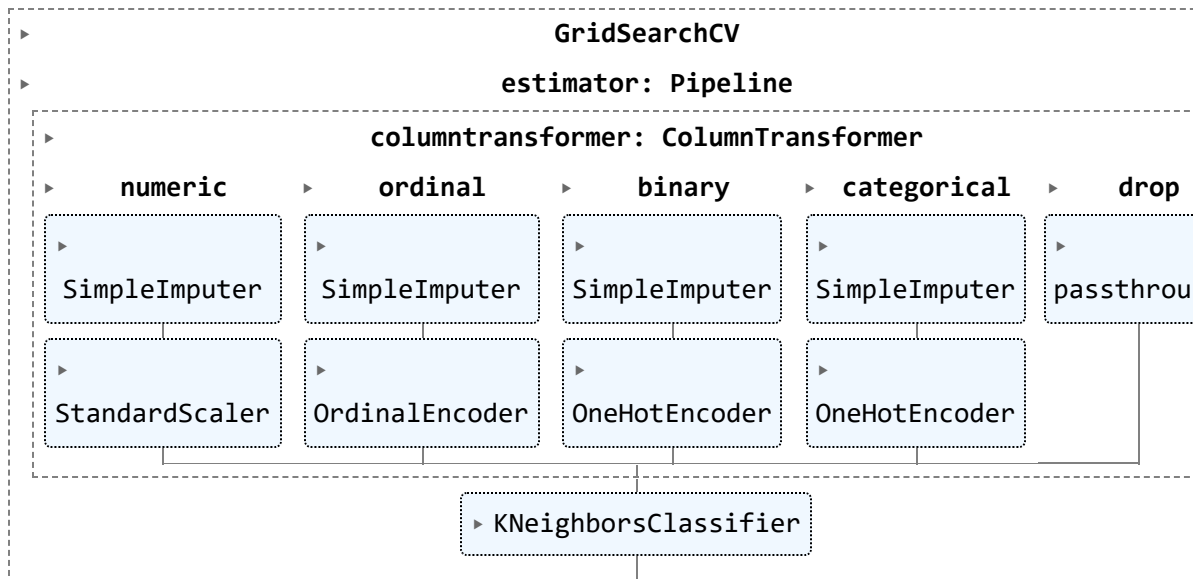 GridSearchCV
estimator: Pipeline
columntransformer: ColumnTransformer
numeric ordinal binary categorical drop
SimpleImputer SimpleImputer SimpleImputer SimpleImputer passthrou
StandardScaler OrdinalEncoder OneHotEncoder OneHotEncoder
KNeighborsClassifier